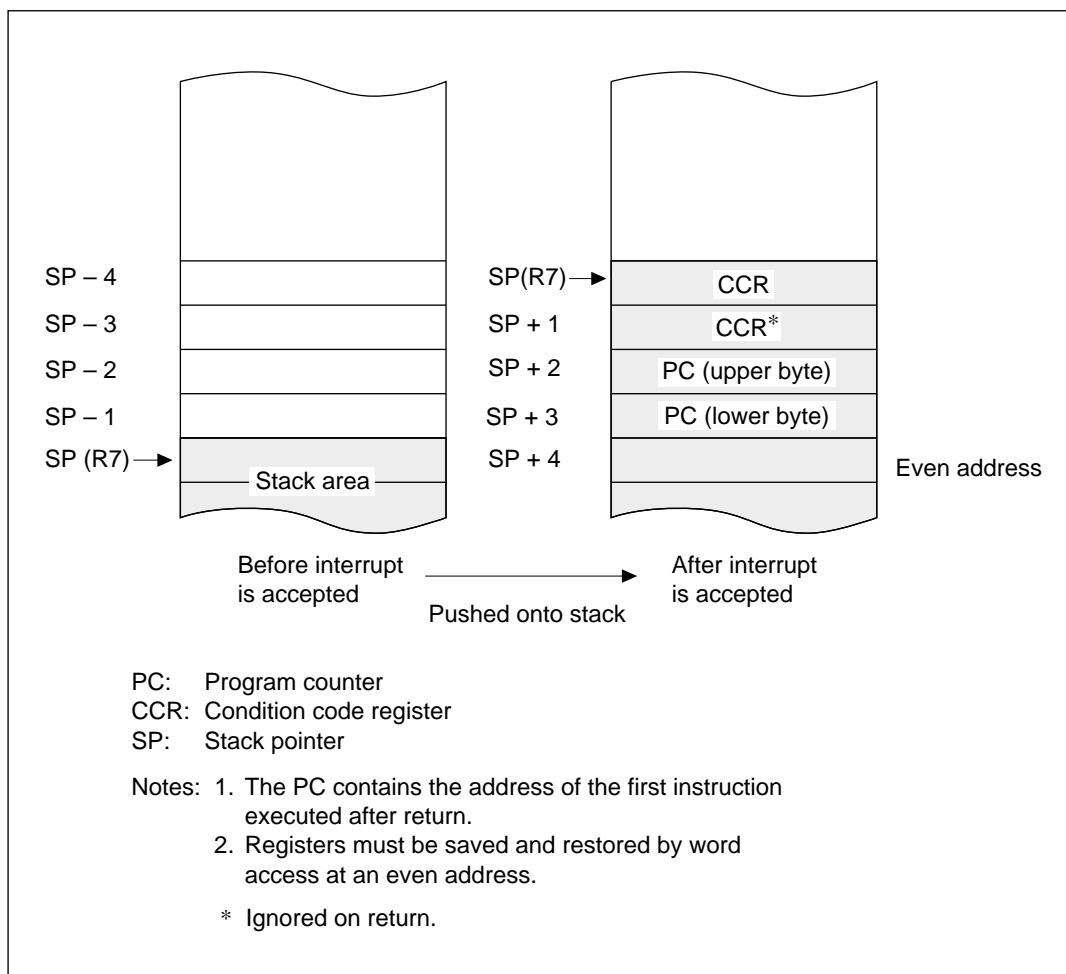 SP – 4
SP – 3
SP – 2
SP – 1
SP (R7)
Stack area
SP(R7)
SP + 1
SP + 2
SP + 3
SP + 4
CCR
CCR*
PC (upper byte)
PC (lower byte)
Even address
Before interrupt
is accepted
Pushed onto stack
After interrupt
is accepted
PC: Program counter
CCR: Condition code register
SP: Stack pointer
Notes: 1. The PC contains the address of the first instruction
executed after return.
2. Registers must be saved and restored by word
access at an even address.
* Ignored on return.